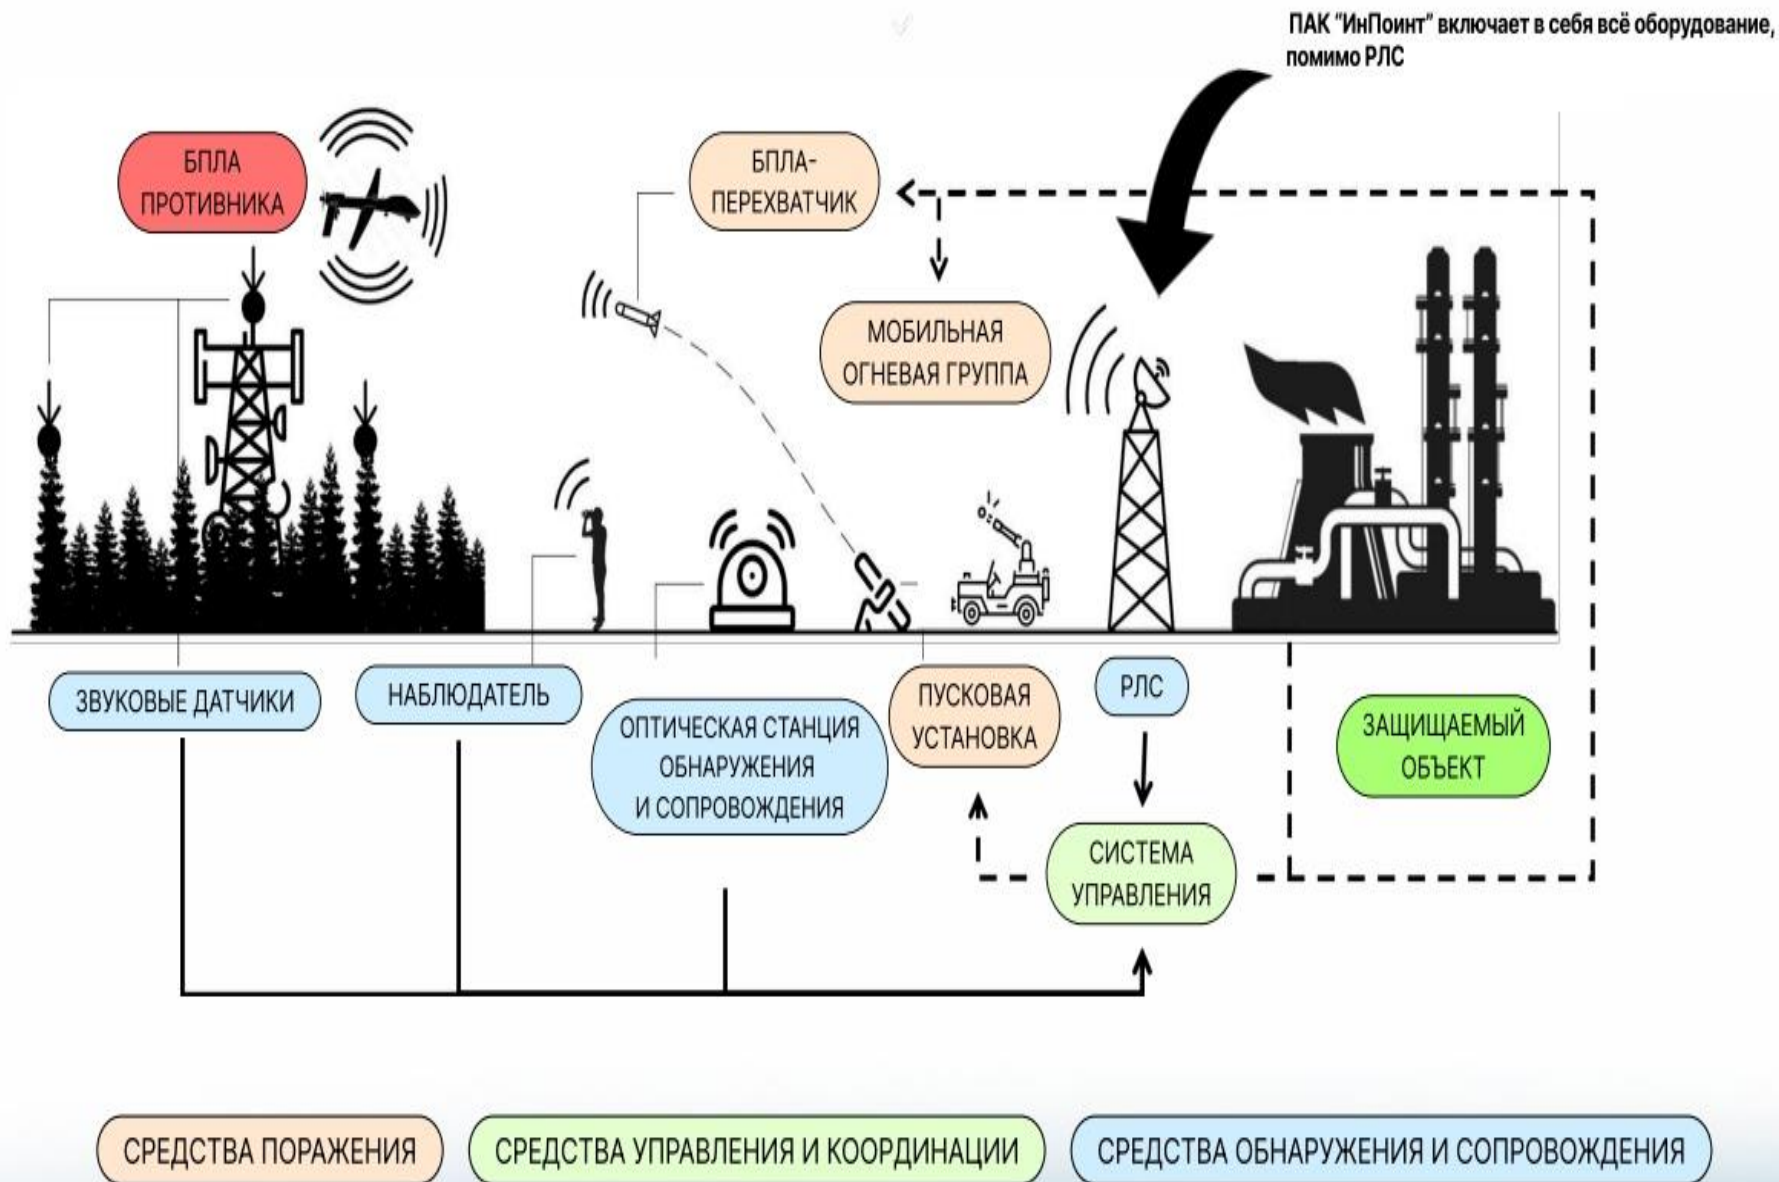 ПАК “ИнПоинт” включает в себя всё оборудование,
помимо РЛС
БПЛА
ПРОТИВНИКА
БПЛА-
ПЕРЕХВАТЧИК
МОБИЛЬНАЯ
ОГНЕВАЯ ГРУППА
ЗВУКОВЫЕ ДАТЧИКИ
НАБЛЮДАТЕЛЬ
ОПТИЧЕСКАЯ СТАНЦИЯ
ОБНАРУЖЕНИЯ
И СОПРОВОЖДЕНИЯ
ПУСКОВАЯ
УСТАНОВКА
РЛС
ЗАЩИЩАЕМЫЙ
ОБЪЕКТ
СИСТЕМА
УПРАВЛЕНИЯ
СРЕДСТВА ПОРАЖЕНИЯ
СРЕДСТВА УПРАВЛЕНИЯ И КООРДИНАЦИИ
СРЕДСТВА ОБНАРУЖЕНИЯ И СОПРОВОЖДЕНИЯ